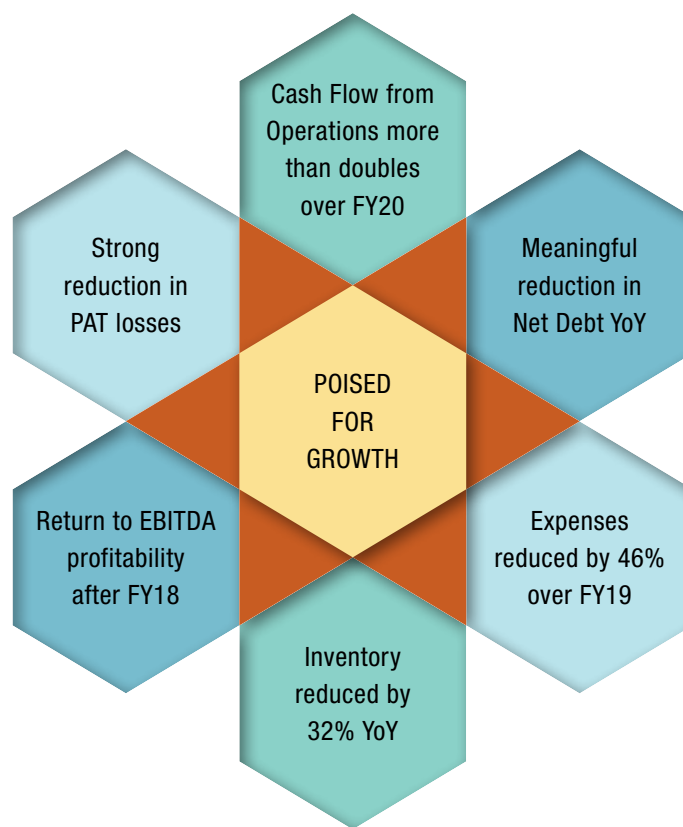 Cash Flow from
Operations more
than doubles
over FY20
Strong
reduction in
PAT losses
Meaningful
reduction in
Net Debt YoY
POISED
FOR
GROWTH
Return to EBITDA
profitability
after FY18
Expenses
reduced by 46%
over FY19
Inventory
reduced by
32% YoY